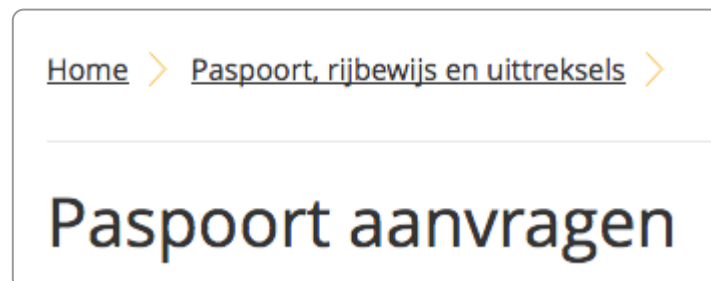 Home > Paspoort, rijbewijs en uittreksels >
Paspoort aanvragen